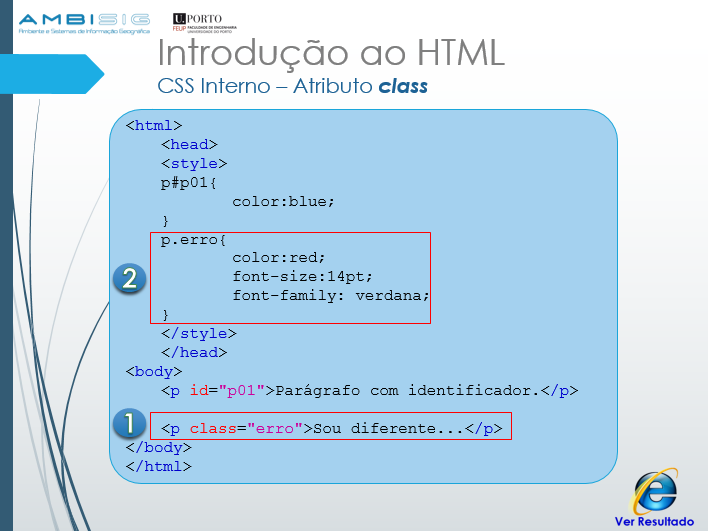 AMBISIG
Ambiente e Sistemas de Informação Geográfica
U.PORTO
FEUP FACULDADE DE ENGENHARIA
UNIVERSIDADE DO PORTO
Introdução ao HTML
CSS Interno – Atributo class
<html>
<head>
<style>
p#p01{
color:blue;
}
p.erro{
color:red;
font-size:14pt;
font-family: verdana;
}
2
</style>
</head>
<body>
<p id="p01">Parágrafo com identificador.</p>
1
<p class="erro">Sou diferente...</p>
</body>
</html>
Ver Resultado